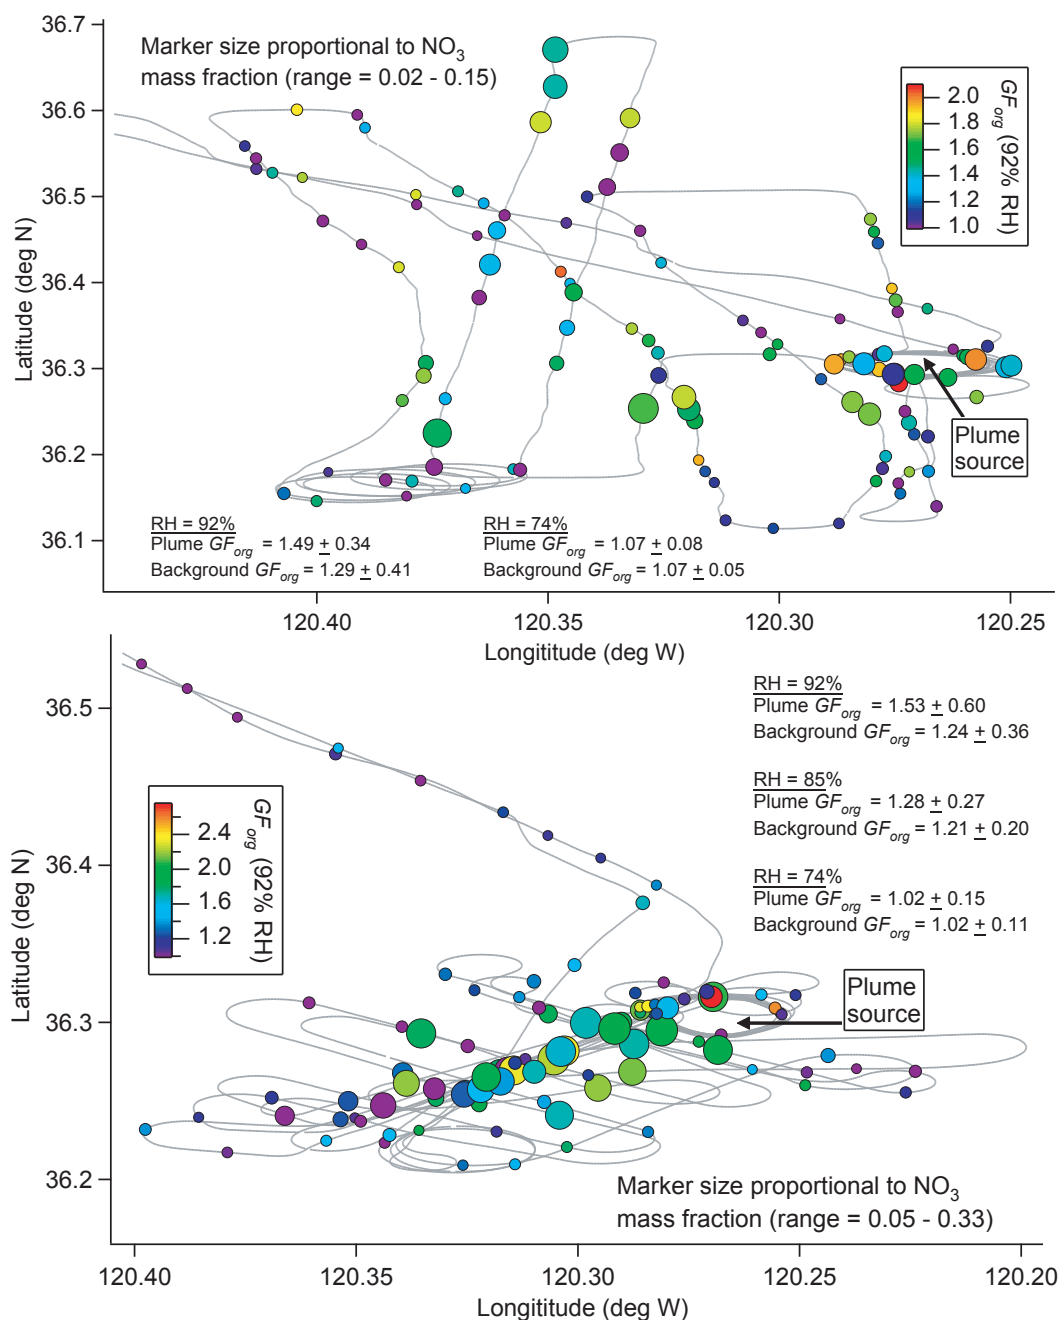 Marker size proportional to NO3
mass fraction (range = 0.02 - 0.15)
36.7
36.6
36.5
36.4
36.3
36.2
36.1
Latitude (deg N)
2.0
1.8
1.6
1.4
1.2
1.0
GForg (92% RH)
Plume
source
RH = 92%
Plume GForg = 1.49 ± 0.34
Background GForg = 1.29 ± 0.41
RH = 74%
Plume GForg = 1.07 ± 0.08
Background GForg = 1.07 ± 0.05
120.40
120.35
120.30
120.25
Longititude (deg W)
36.5
36.4
36.3
36.2
Latitude (deg N)
2.4
2.0
1.6
1.2
GForg (92% RH)
RH = 92%
Plume GForg = 1.53 ± 0.60
Background GForg = 1.24 ± 0.36
RH = 85%
Plume GForg = 1.28 ± 0.27
Background GForg = 1.21 ± 0.20
RH = 74%
Plume GForg = 1.02 ± 0.15
Background GForg = 1.02 ± 0.11
Plume
source
Marker size proportional to NO3
mass fraction (range = 0.05 - 0.33)
120.40
120.35
120.30
120.25
120.20
Longititude (deg W)